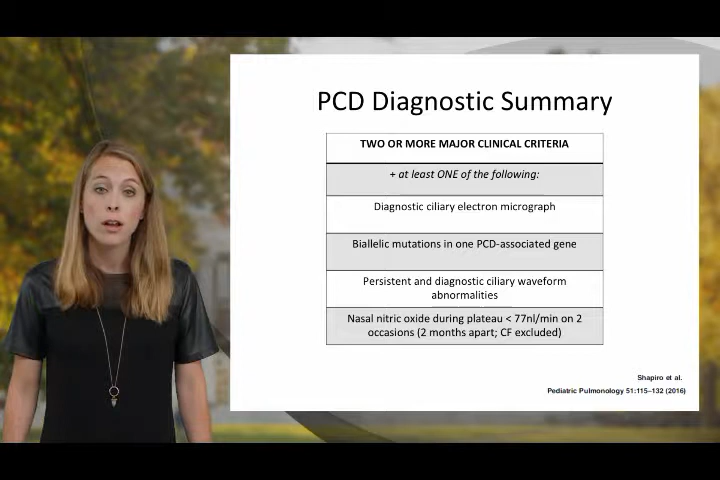 PCD Diagnostic Summary
TWO OR MORE MAJOR CLINICAL CRITERIA
+ at least ONE of the following:
Diagnostic ciliary electron micrograph
Biallelic mutations in one PCD-associated gene
Persistent and diagnostic ciliary waveform
abnormalities
Nasal nitric oxide during plateau < 77nl/min on 2
occasions (2 months apart; CF excluded)
Shapiro et al.
Pediatric Pulmonology 51:115–132 (2016)